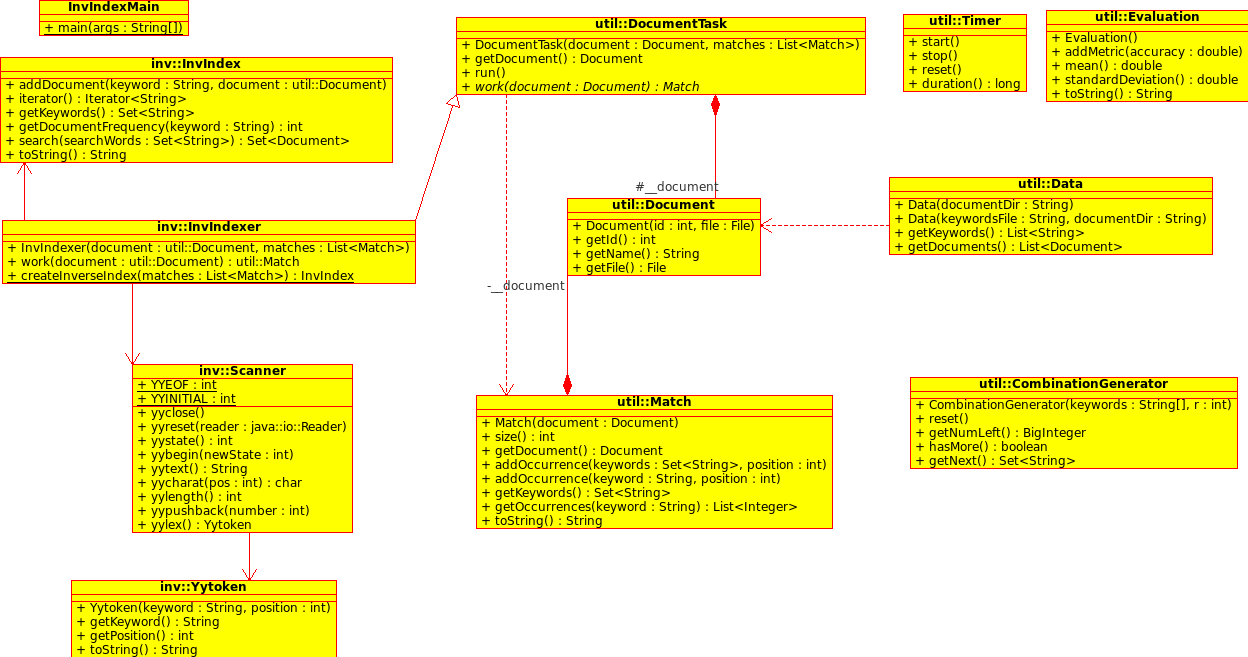 InvIndexMain
+ main(args : String[])
inv::InvIndex
+ addDocument(keyword : String, document : util::Document)
+ iterator() : Iterator<String>
+ getKeywords() : Set<String>
+ getDocumentFrequency(keyword : String) : int
+ search(searchWords : Set<String>) : Set<Document>
+ toString() : String
util::DocumentTask
+ DocumentTask(document : Document, matches : List<Match>)
+ getDocument() : Document
+ run()
+ work(document : Document) : Match
util::Timer
+ start()
+ stop()
+ reset()
+ duration() : long
util::Evaluation
+ Evaluation()
+ addMetric(accuracy : double)
+ mean() : double
+ standardDeviation() : double
+ toString() : String
#__document
util::Document
+ Document(id : int, file : File)
+ getId() : int
+ getName() : String
+ getFile() : File
util::Data
+ Data(documentDir : String)
+ Data(keywordsFile : String, documentDir : String)
+ getKeywords() : List<String>
+ getDocuments() : List<Document>
inv::InvIndexer
+ InvIndexer(document : util::Document, matches : List<Match>)
+ work(document : util::Document) : util::Match
+ createInverseIndex(matches : List<Match>) : InvIndex
-__document
inv::Scanner
+ YYEOF : int
+ YYINITIAL : int
+ yyclose()
+ yyreset(reader : java::io::Reader)
+ yystate() : int
+ yybegin(newState : int)
+ yytext() : String
+ yycharat(pos : int) : char
+ yylength() : int
+ yypushback(number : int)
+ yylex() : Yytoken
util::Match
+ Match(document : Document)
+ size() : int
+ getDocument() : Document
+ addOccurrence(keywords : Set<String>, position : int)
+ addOccurrence(keyword : String, position : int)
+ getKeywords() : Set<String>
+ getOccurrences(keyword : String) : List<Integer>
+ toString() : String
util::CombinationGenerator
+ CombinationGenerator(keywords : String[], r : int)
+ reset()
+ getNumLeft() : BigInteger
+ hasMore() : boolean
+ getNext() : Set<String>
inv::Yytoken
+ Yytoken(keyword : String, position : int)
+ getKeyword() : String
+ getPosition() : int
+ toString() : String